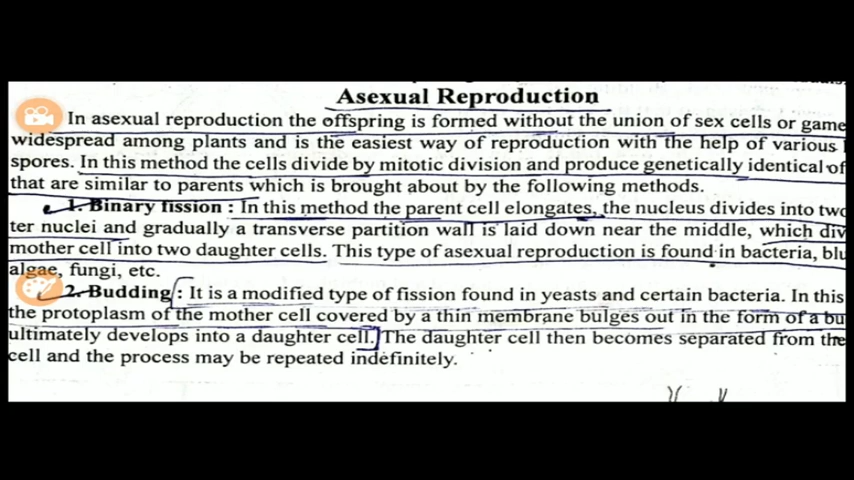 Asexual Reproduction
In asexual reproduction the offspring is formed without the union of sex cells or game
widespread among plants and is the easiest way of reproduction with the help of various
spores. In this method the cells divide by mitotic division and produce genetically identical of
that are similar to parents which is brought about by the following methods.
1. Binary fission : In this method the parent cell elongates, the nucleus divides into two
ter nuclei and gradually a transverse partition wall is laid down near the middle, which div
mother cell into two daughter cells. This type of asexual reproduction is found in bacteria, blu
algae, fungi, etc.
2. Budding : It is a modified type of fission found in yeasts and certain bacteria. In this
the protoplasm of the mother cell covered by a thin membrane bulges out in the form of a bu
ultimately develops into a daughter cell. The daughter cell then becomes separated from the
cell and the process may be repeated indefinitely.